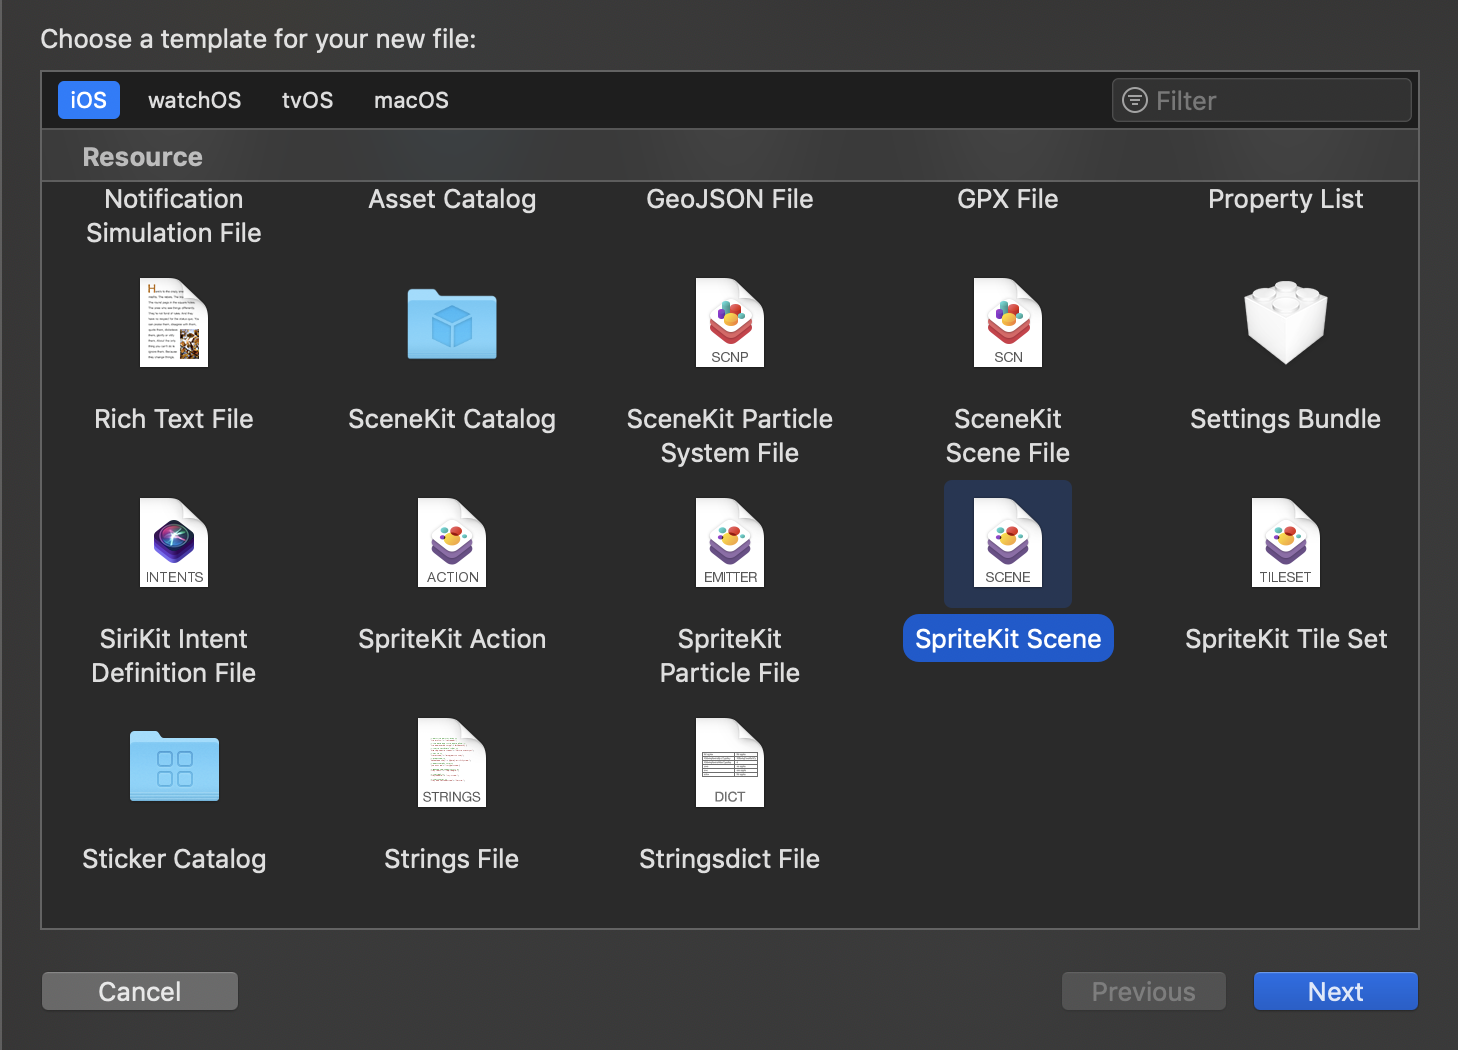 Choose a template for your new file:
iOS watchOS tvOS macOS Filter
Resource
Notification
Simulation File
Asset Catalog
GeoJSON File
GPX File
Property List
Rich Text File
SceneKit Catalog
SCNP
SceneKit Particle
System File
SCN
SceneKit
Scene File
Settings Bundle
INTENTS
SiriKit Intent
Definition File
ACTION
SpriteKit Action
EMITTER
SpriteKit
Particle File
SCENE
SpriteKit Scene
TILESET
SpriteKit Tile Set
Sticker Catalog
STRINGS
Strings File
DICT
Stringsdict File
Cancel Previous Next